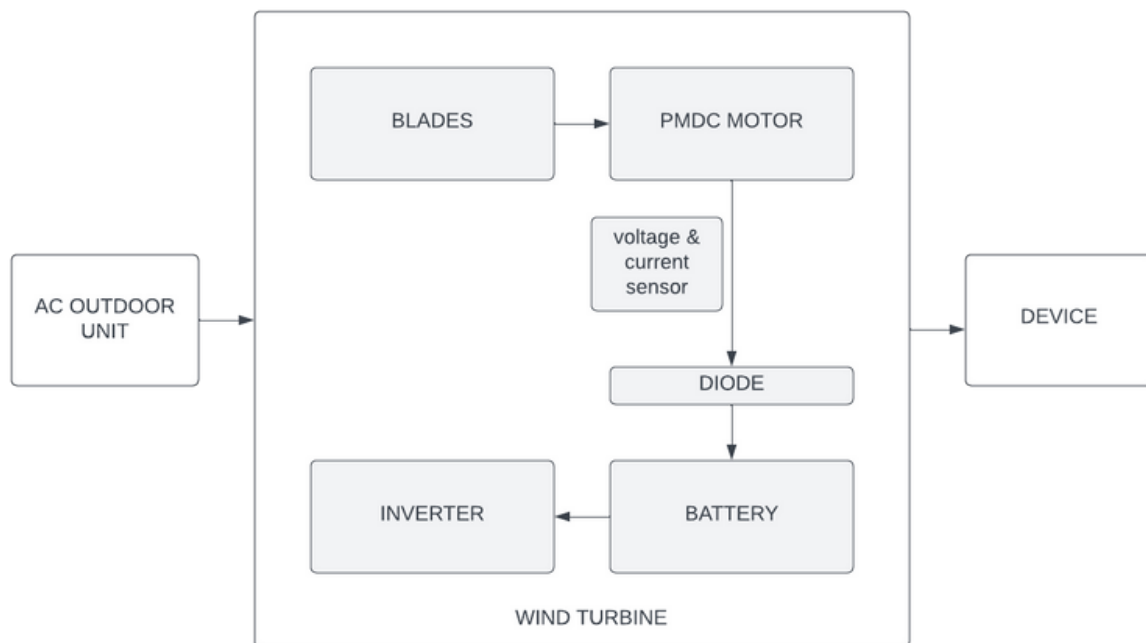 BLADES
PMDC MOTOR
voltage &
current
sensor
AC OUTDOOR
UNIT
DEVICE
DIODE
INVERTER
BATTERY
WIND TURBINE